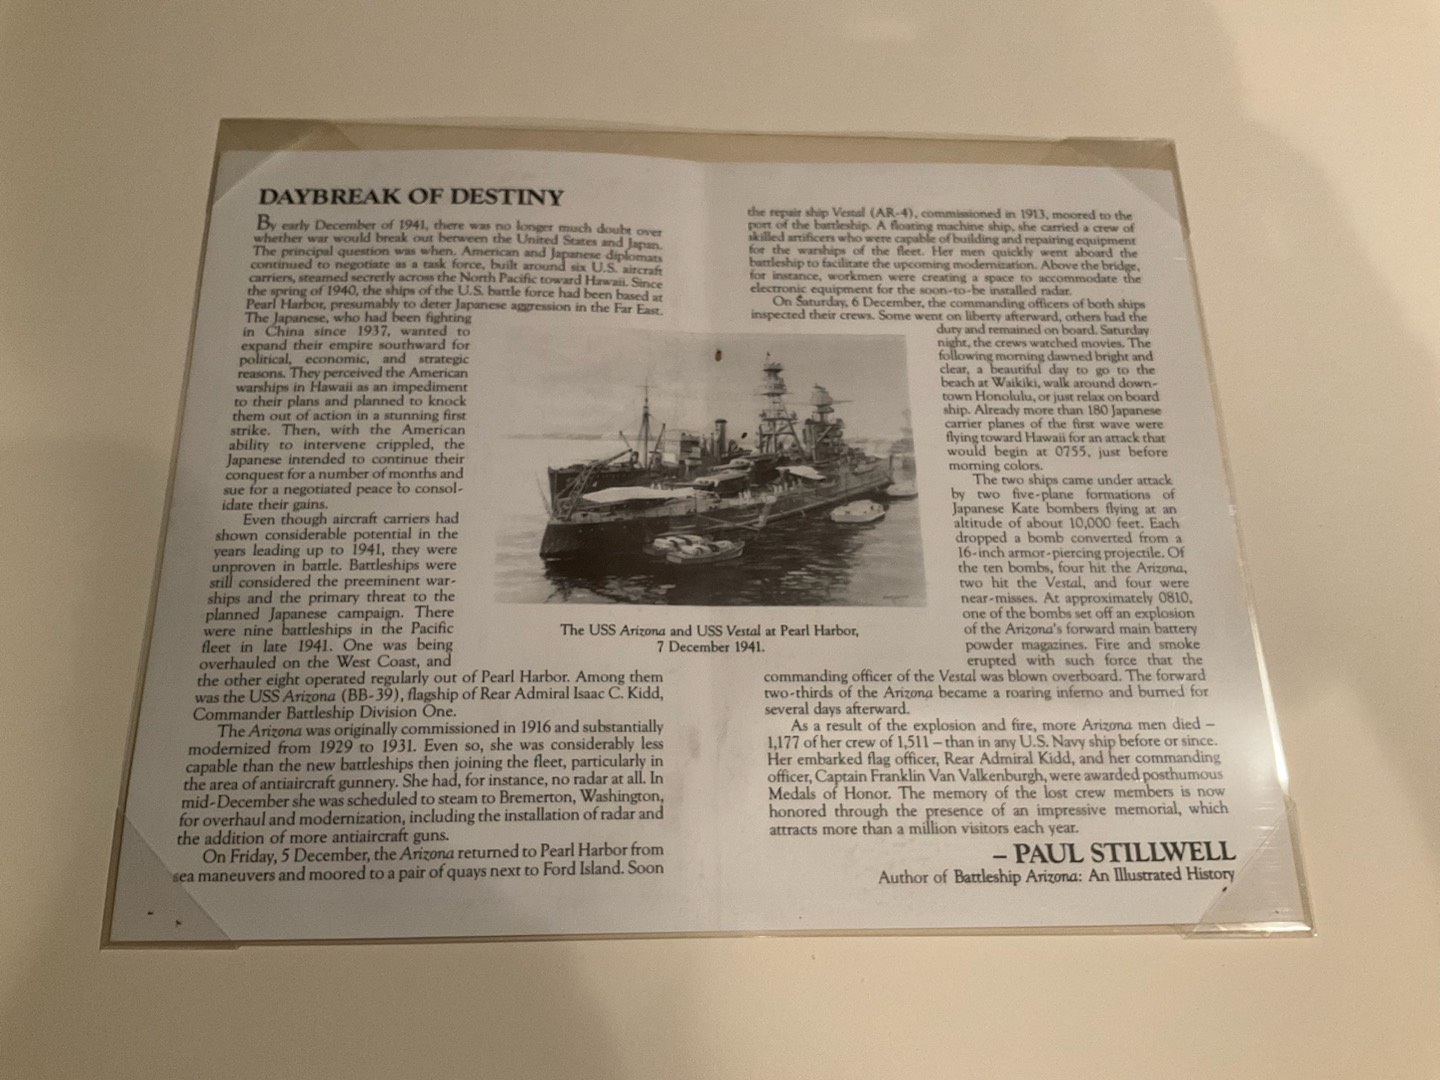 DAYBREAK OF DESTINY
By early December of 1941, there was no longer much doubt over
whether war would break out between the United States and Japan.
The principal question was when. American and Japanese diplomats
continued to negotiate as a task force, built around six U.S. aircraft
carriers, steamed secretly across the North Pacific toward Hawaii. Since
the spring of 1940, the ships of the U.S. battle force had been based at
Pearl Harbor, presumably to deter Japanese aggression in the Far East.
The Japanese, who had been fighting
in China since 1937, wanted to
expand their empire southward for
political, economic, and strategic
reasons. They perceived the American
warships in Hawaii as an impediment
to their plans and planned to knock
them out of action in a stunning first
strike. Then, with the American
ability to intervene crippled, the
Japanese intended to continue their
conquest for a number of months and
sue for a negotiated peace to consol-
idate their gains.
Even though aircraft carriers had
shown considerable potential in the
years leading up to 1941, they were
unproven in battle. Battleships were
still considered the preeminent war-
ships and the primary threat to the
planned Japanese campaign. There
were nine battleships in the Pacific
fleet in late 1941. One was being
overhauled on the West Coast, and
the other eight operated regularly out of Pearl Harbor. Among them
was the USS Arizona (BB-39), flagship of Rear Admiral Isaac C. Kidd,
Commander Battleship Division One.
The Arizona was originally commissioned in 1916 and substantially
modernized from 1929 to 1931. Even so, she was considerably less
capable than the new battleships then joining the fleet, particularly in
the area of antiaircraft gunnery. She had, for instance, no radar at all. In
mid-December she was scheduled to steam to Bremerton, Washington,
for overhaul and modernization, including the installation of radar and
the addition of more antiaircraft guns.
On Friday, 5 December, the Arizona returned to Pearl Harbor from
sea maneuvers and moored to a pair of quays next to Ford Island. Soon
The USS Arizona and USS Vestal at Pearl Harbor,
7 December 1941.
the repair ship Vestal (AR-4), commissioned in 1913, moored to the
port of the battleship. A floating machine ship, she carried a crew of
skilled artificers who were capable of building and repairing equipment
for the warships of the fleet. Her men quickly went aboard the
battleship to facilitate the upcoming modernization. Above the bridge,
for instance, workmen were creating a space to accommodate the
electronic equipment for the soon-to-be installed radar.
On Saturday, 6 December, the commanding officers of both ships
inspected their crews. Some went on liberty afterward, others had the
duty and remained on board. Saturday
night, the crews watched movies. The
following morning dawned bright and
clear, a beautiful day to go to the
beach at Waikiki, walk around down-
town Honolulu, or just relax on board
ship. Already more than 180 Japanese
carrier planes of the first wave were
flying toward Hawaii for an attack that
would begin at 0755, just before
morning colors.
The two ships came under attack
by two five-plane formations of
Japanese Kate bombers flying at an
altitude of about 10,000 feet. Each
dropped a bomb converted from a
16-inch armor-piercing projectile. Of
the ten bombs, four hit the Arizona,
two hit the Vestal, and four were
near-misses. At approximately 0810,
one of the bombs set off an explosion
of the Arizona's forward main battery
powder magazines. Fire and smoke
erupted with such force that the
commanding officer of the Vestal was blown overboard. The forward
two-thirds of the Arizona became a roaring inferno and burned for
several days afterward.
As a result of the explosion and fire, more Arizona men died –
1,177 of her crew of 1,511 – than in any U.S. Navy ship before or since.
Her embarked flag officer, Rear Admiral Kidd, and her commanding
officer, Captain Franklin Van Valkenburgh, were awarded posthumous
Medals of Honor. The memory of the lost crew members is now
honored through the presence of an impressive memorial, which
attracts more than a million visitors each year.
– PAUL STILLWELL
Author of Battleship Arizona: An Illustrated History